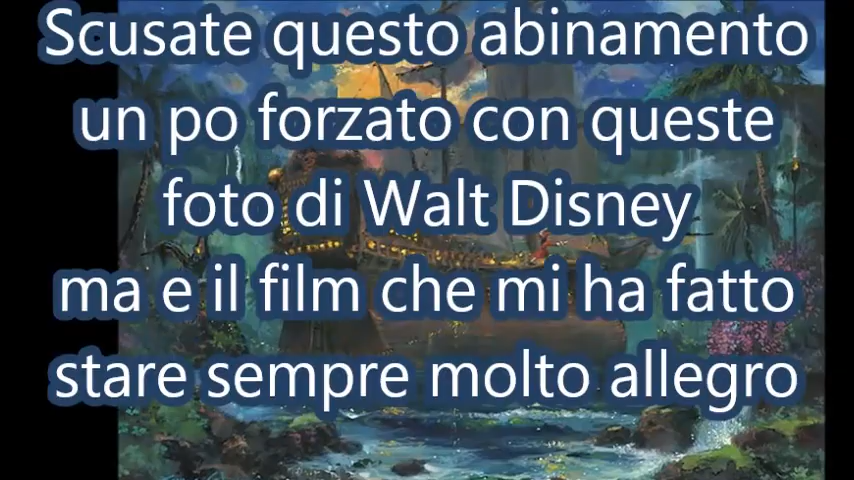 Scusate questo abinamento
un po forzato con queste
foto di Walt Disney
ma e il film che mi ha fatto
stare sempre molto allegro